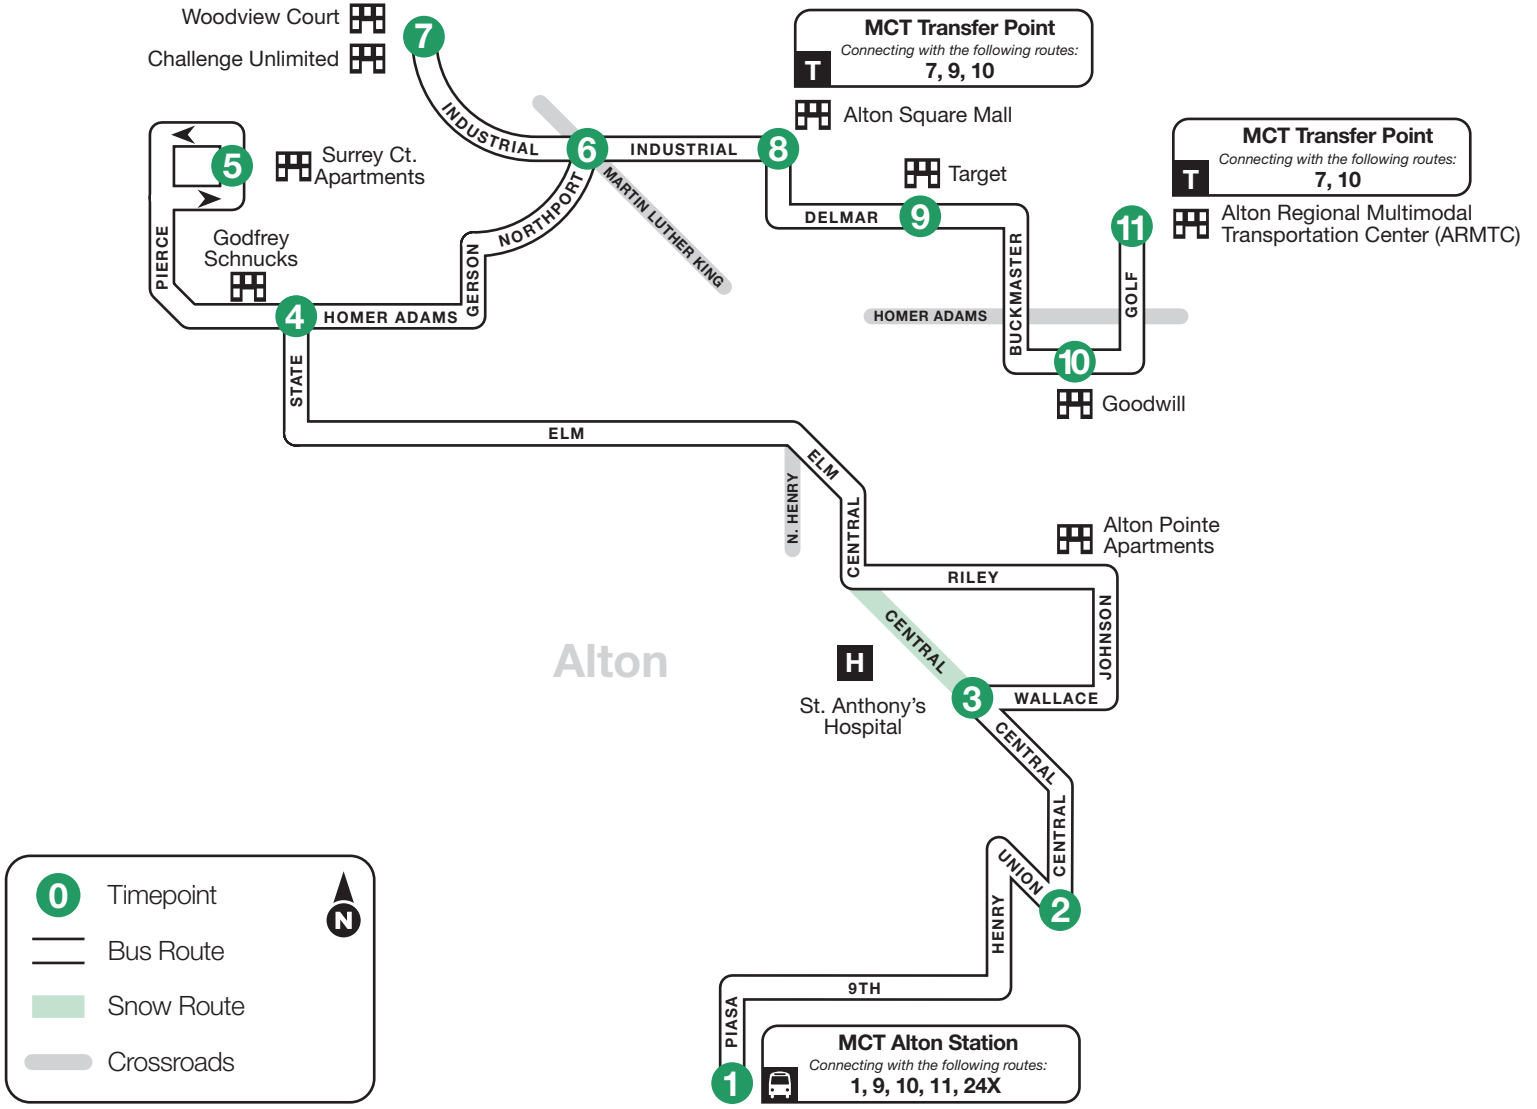 Woodview Court
Challenge Unlimited
7
MCT Transfer Point
Connecting with the following routes:
T
7, 9, 10
Alton Square Mall
INDUSTRIAL
6
INDUSTRIAL
8
MCT Transfer Point
Connecting with the following routes:
T
7, 10
Alton Regional Multimodal
Transportation Center (ARMTC)
5
Surrey Ct.
Apartments
Target
MARTIN LUTHER KING
NORTHPORT
DELMAR
9
11
PIERCE
Godfrey
Schnucks
GERSON
BUCKMASTER
GOLF
4
HOMER ADAMS
HOMER ADAMS
10
Goodwill
STATE
ELM
ELM
N. HENRY
CENTRAL
Alton Pointe
Apartments
RILEY
JOHNSON
CENTRAL
Alton
H
St. Anthony’s
Hospital
3
WALLACE
CENTRAL
CENTRAL
UNION
2
HENRY
9TH
PIASA
1
MCT Alton Station
Connecting with the following routes:
1, 9, 10, 11, 24X
0
Timepoint
N
Bus Route
Snow Route
Crossroads